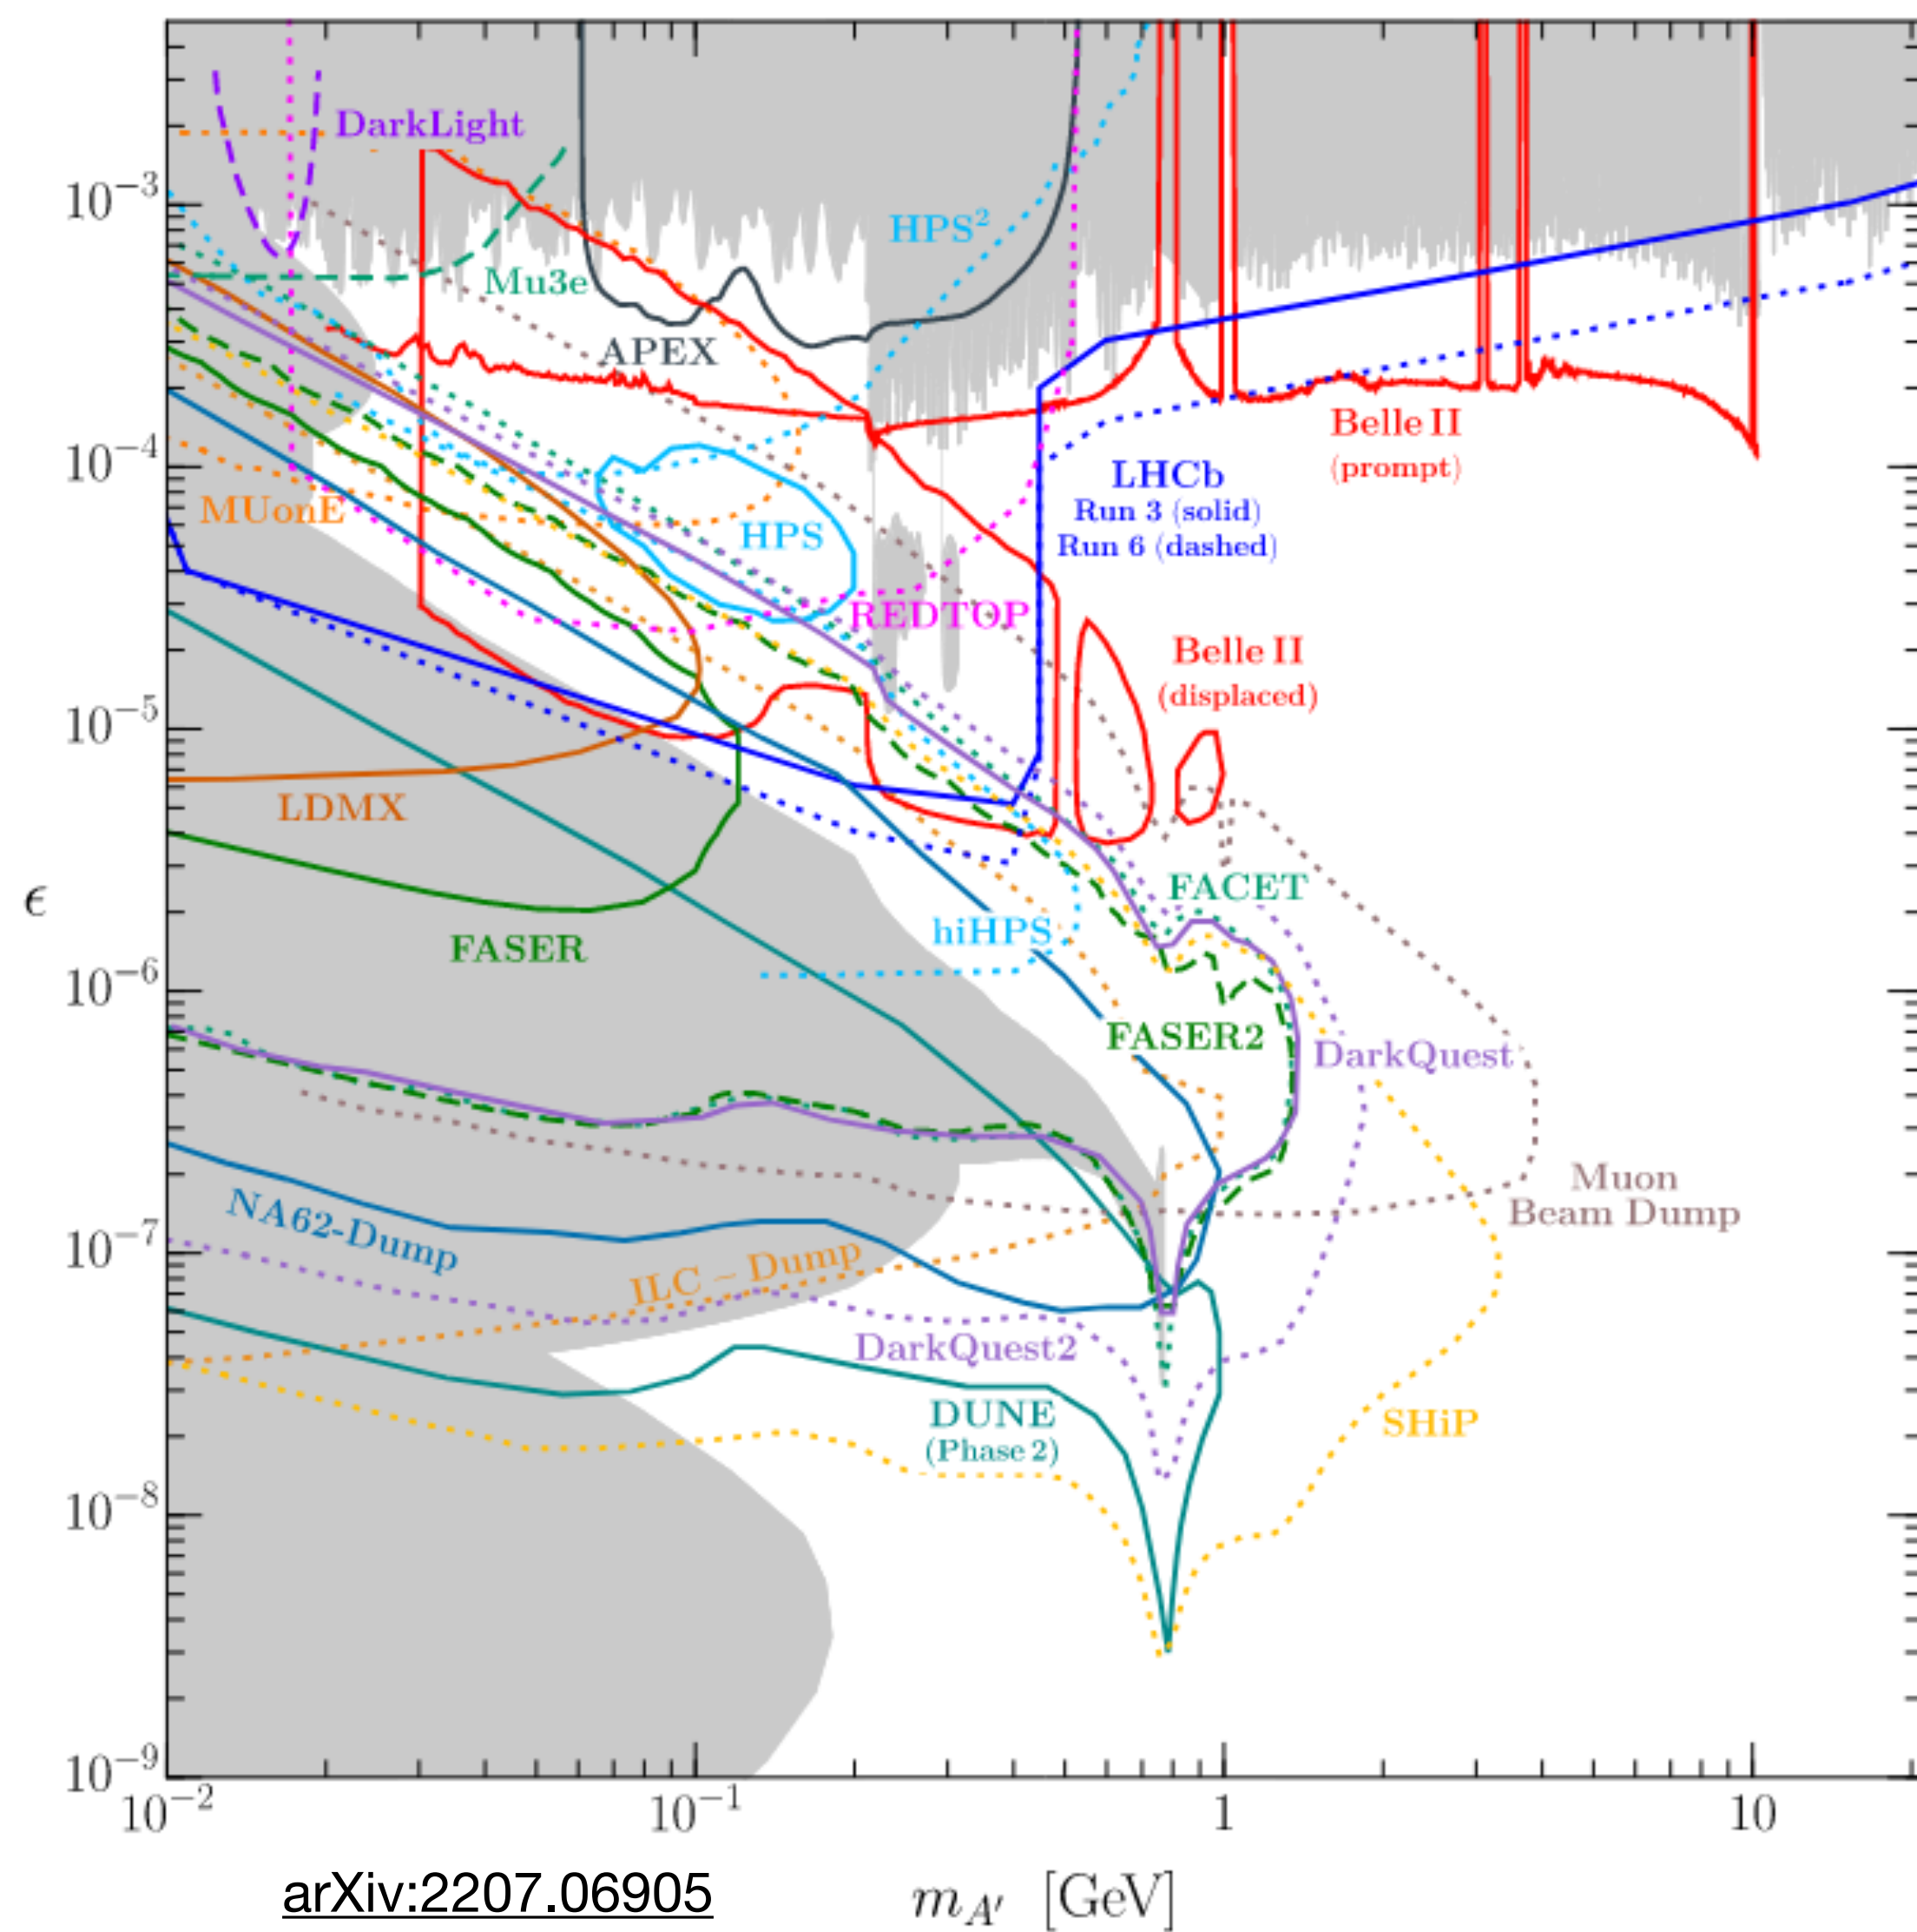 DarkLight
10⁻³
HPS²
Mu3e
APEX
Belle II
(prompt)
10⁻⁴
LHCb
Run 3 (solid)
Run 6 (dashed)
MUonE
HPS
REDTOP
Belle II
(displaced)
10⁻⁵
LDMX
FACET
ϵ
hiHPS
FASER
10⁻⁶
FASER2
DarkQuest
Muon
Beam Dump
NA62-Dump
10⁻⁷
ILC – Dump
DarkQuest2
DUNE
(Phase 2)
SHiP
10⁻⁸
10⁻⁹
10⁻² 10⁻¹ 1 10
arXiv:2207.06905
m_A′ [GeV]